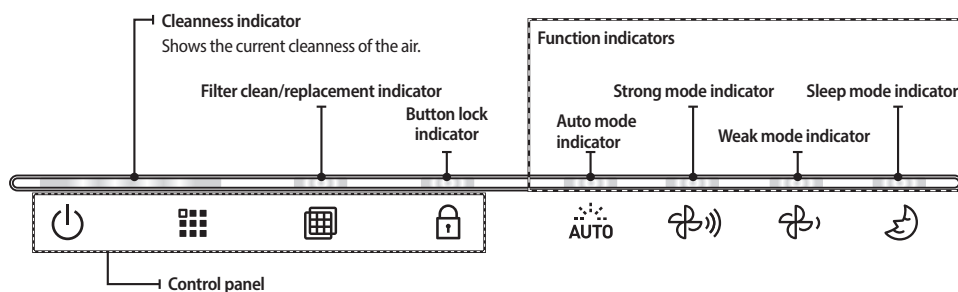 Cleanness indicator
Shows the current cleanness of the air.
Function indicators
Filter clean/replacement indicator
Button lock
indicator
Auto mode
indicator
Strong mode indicator
Weak mode indicator
Sleep mode indicator
AUTO
Control panel